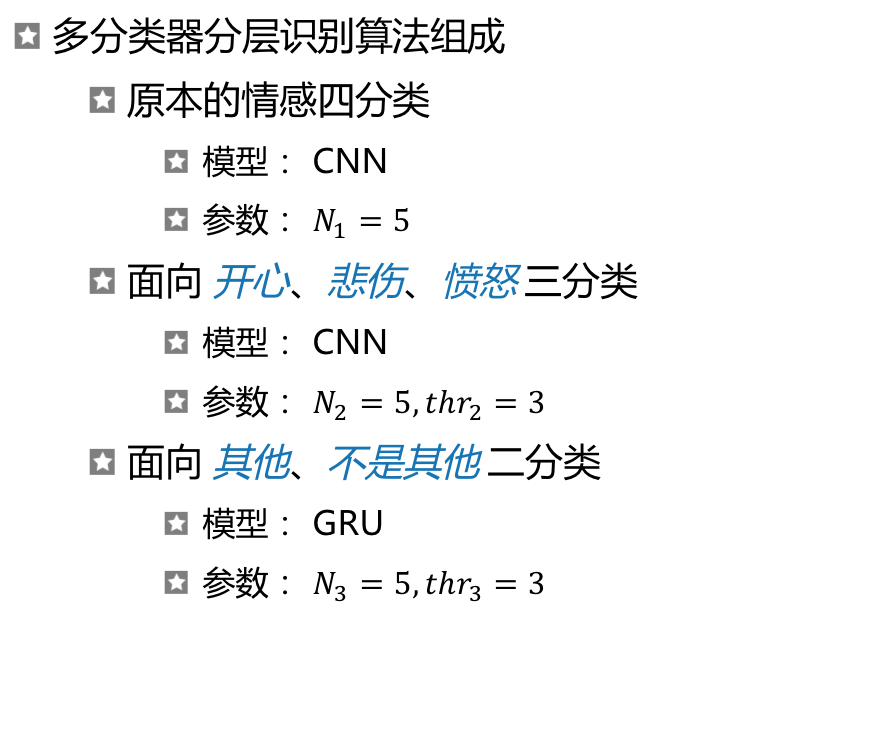 多分类器分层识别算法组成
原本的情感四分类
模型： CNN
参数： N₁ = 5
面向 开心、悲伤、愤怒 三分类
模型： CNN
参数： N₂ = 5, thr₂ = 3
面向 其他、不是其他 二分类
模型： GRU
参数： N₃ = 5, thr₃ = 3